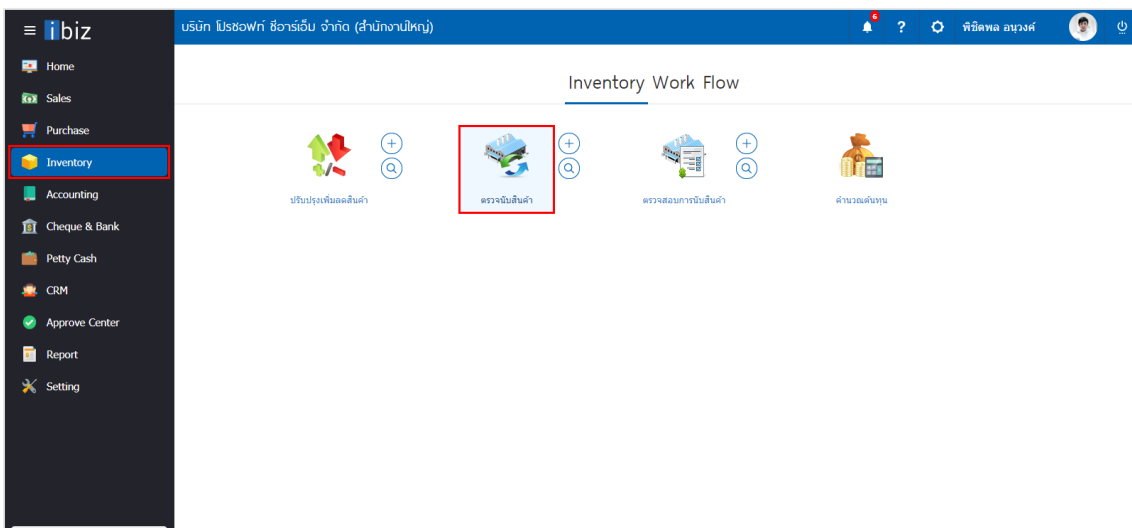 ibiz
บริษัท โปรซอฟท์ ซีอาร์เอ็ม จำกัด (สำนักงานใหญ่)
6
?
พิชิตพล อนุวงศ์
Home
Sales
Purchase
Inventory
Accounting
Cheque & Bank
Petty Cash
CRM
Approve Center
Report
Setting
Inventory Work Flow
ปรับปรุงเพิ่มลดสินค้า
ตรวจนับสินค้า
ตรวจสอบการนับสินค้า
คำนวณต้นทุน